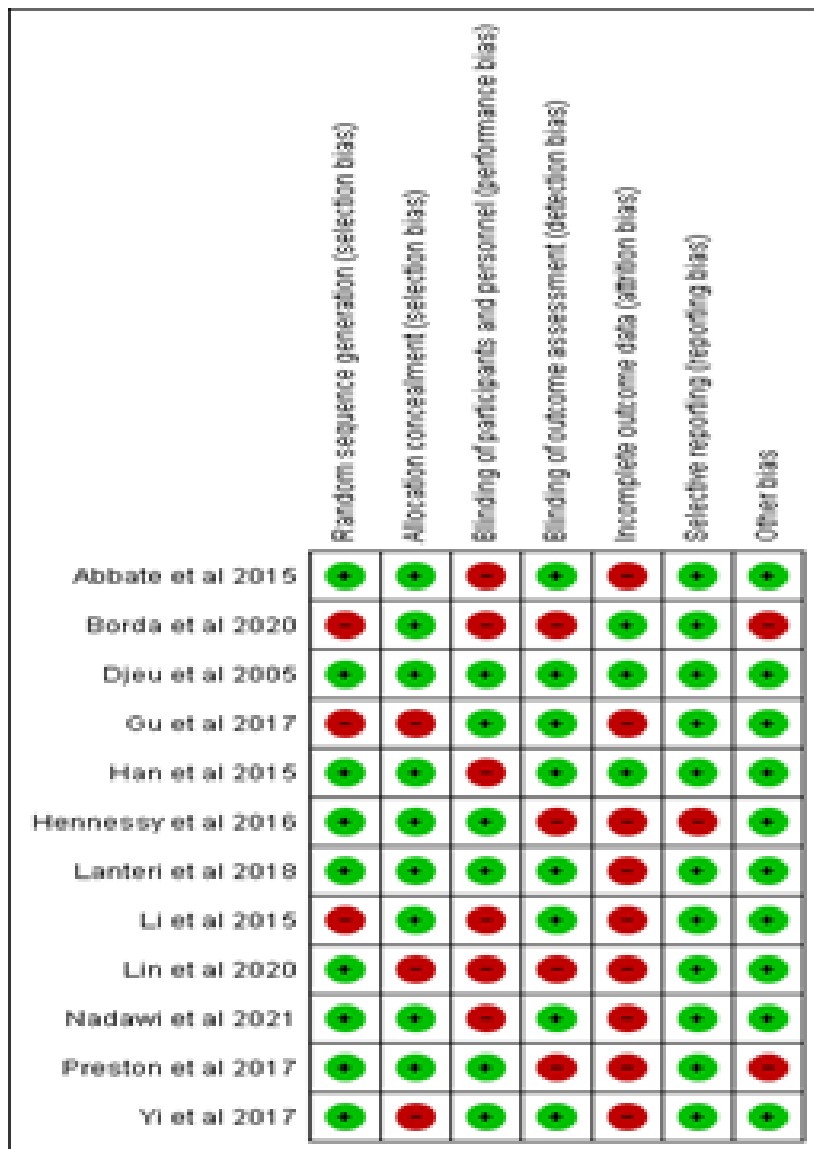 Random sequence generation (selection bias)
Allocation concealment (selection bias)
Blinding of participants and personnel (performance bias)
Blinding of outcome assessment (detection bias)
Incomplete outcome data (attrition bias)
Selective reporting (reporting bias)
Other bias
Abbate et al 2015 + + - + - + +
Borda et al 2020 - + - - + + -
Djeu et al 2005 + + + + + + +
Gu et al 2017 - - + + - + +
Han et al 2015 + + - + + + +
Hennessy et al 2016 + + + - - - +
Lanteri et al 2018 + + + + - + +
Li et al 2015 - + - + - + +
Lin et al 2020 + - - - - + +
Nadawi et al 2021 + + - + - + +
Preston et al 2017 + + + - - + -
Yi et al 2017 + - + + - + +